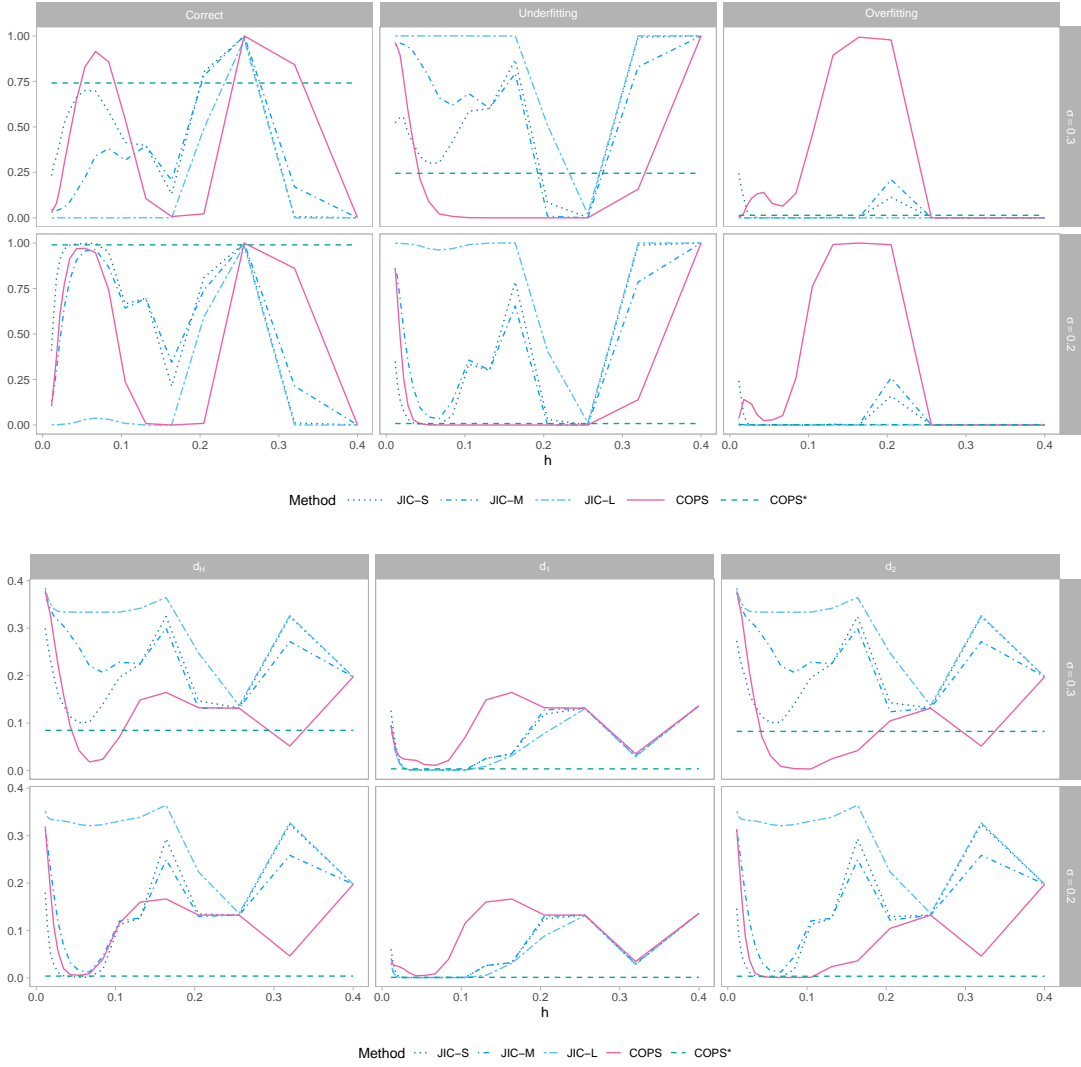 Correct Underfitting Overfitting
1.00
0.75
0.50
0.25
0.00
σ = 0.3
1.00
0.75
0.50
0.25
0.00
σ = 0.2
0.0 0.1 0.2 0.3 0.4 0.0 0.1 0.2 0.3 0.4 0.0 0.1 0.2 0.3 0.4
h
Method JIC−S JIC−M JIC−L COPS COPS*
d_H d_1 d_2
0.4
0.3
0.2
0.1
0.0
σ = 0.3
0.4
0.3
0.2
0.1
0.0
σ = 0.2
0.0 0.1 0.2 0.3 0.4 0.0 0.1 0.2 0.3 0.4 0.0 0.1 0.2 0.3 0.4
h
Method JIC−S JIC−M JIC−L COPS COPS*